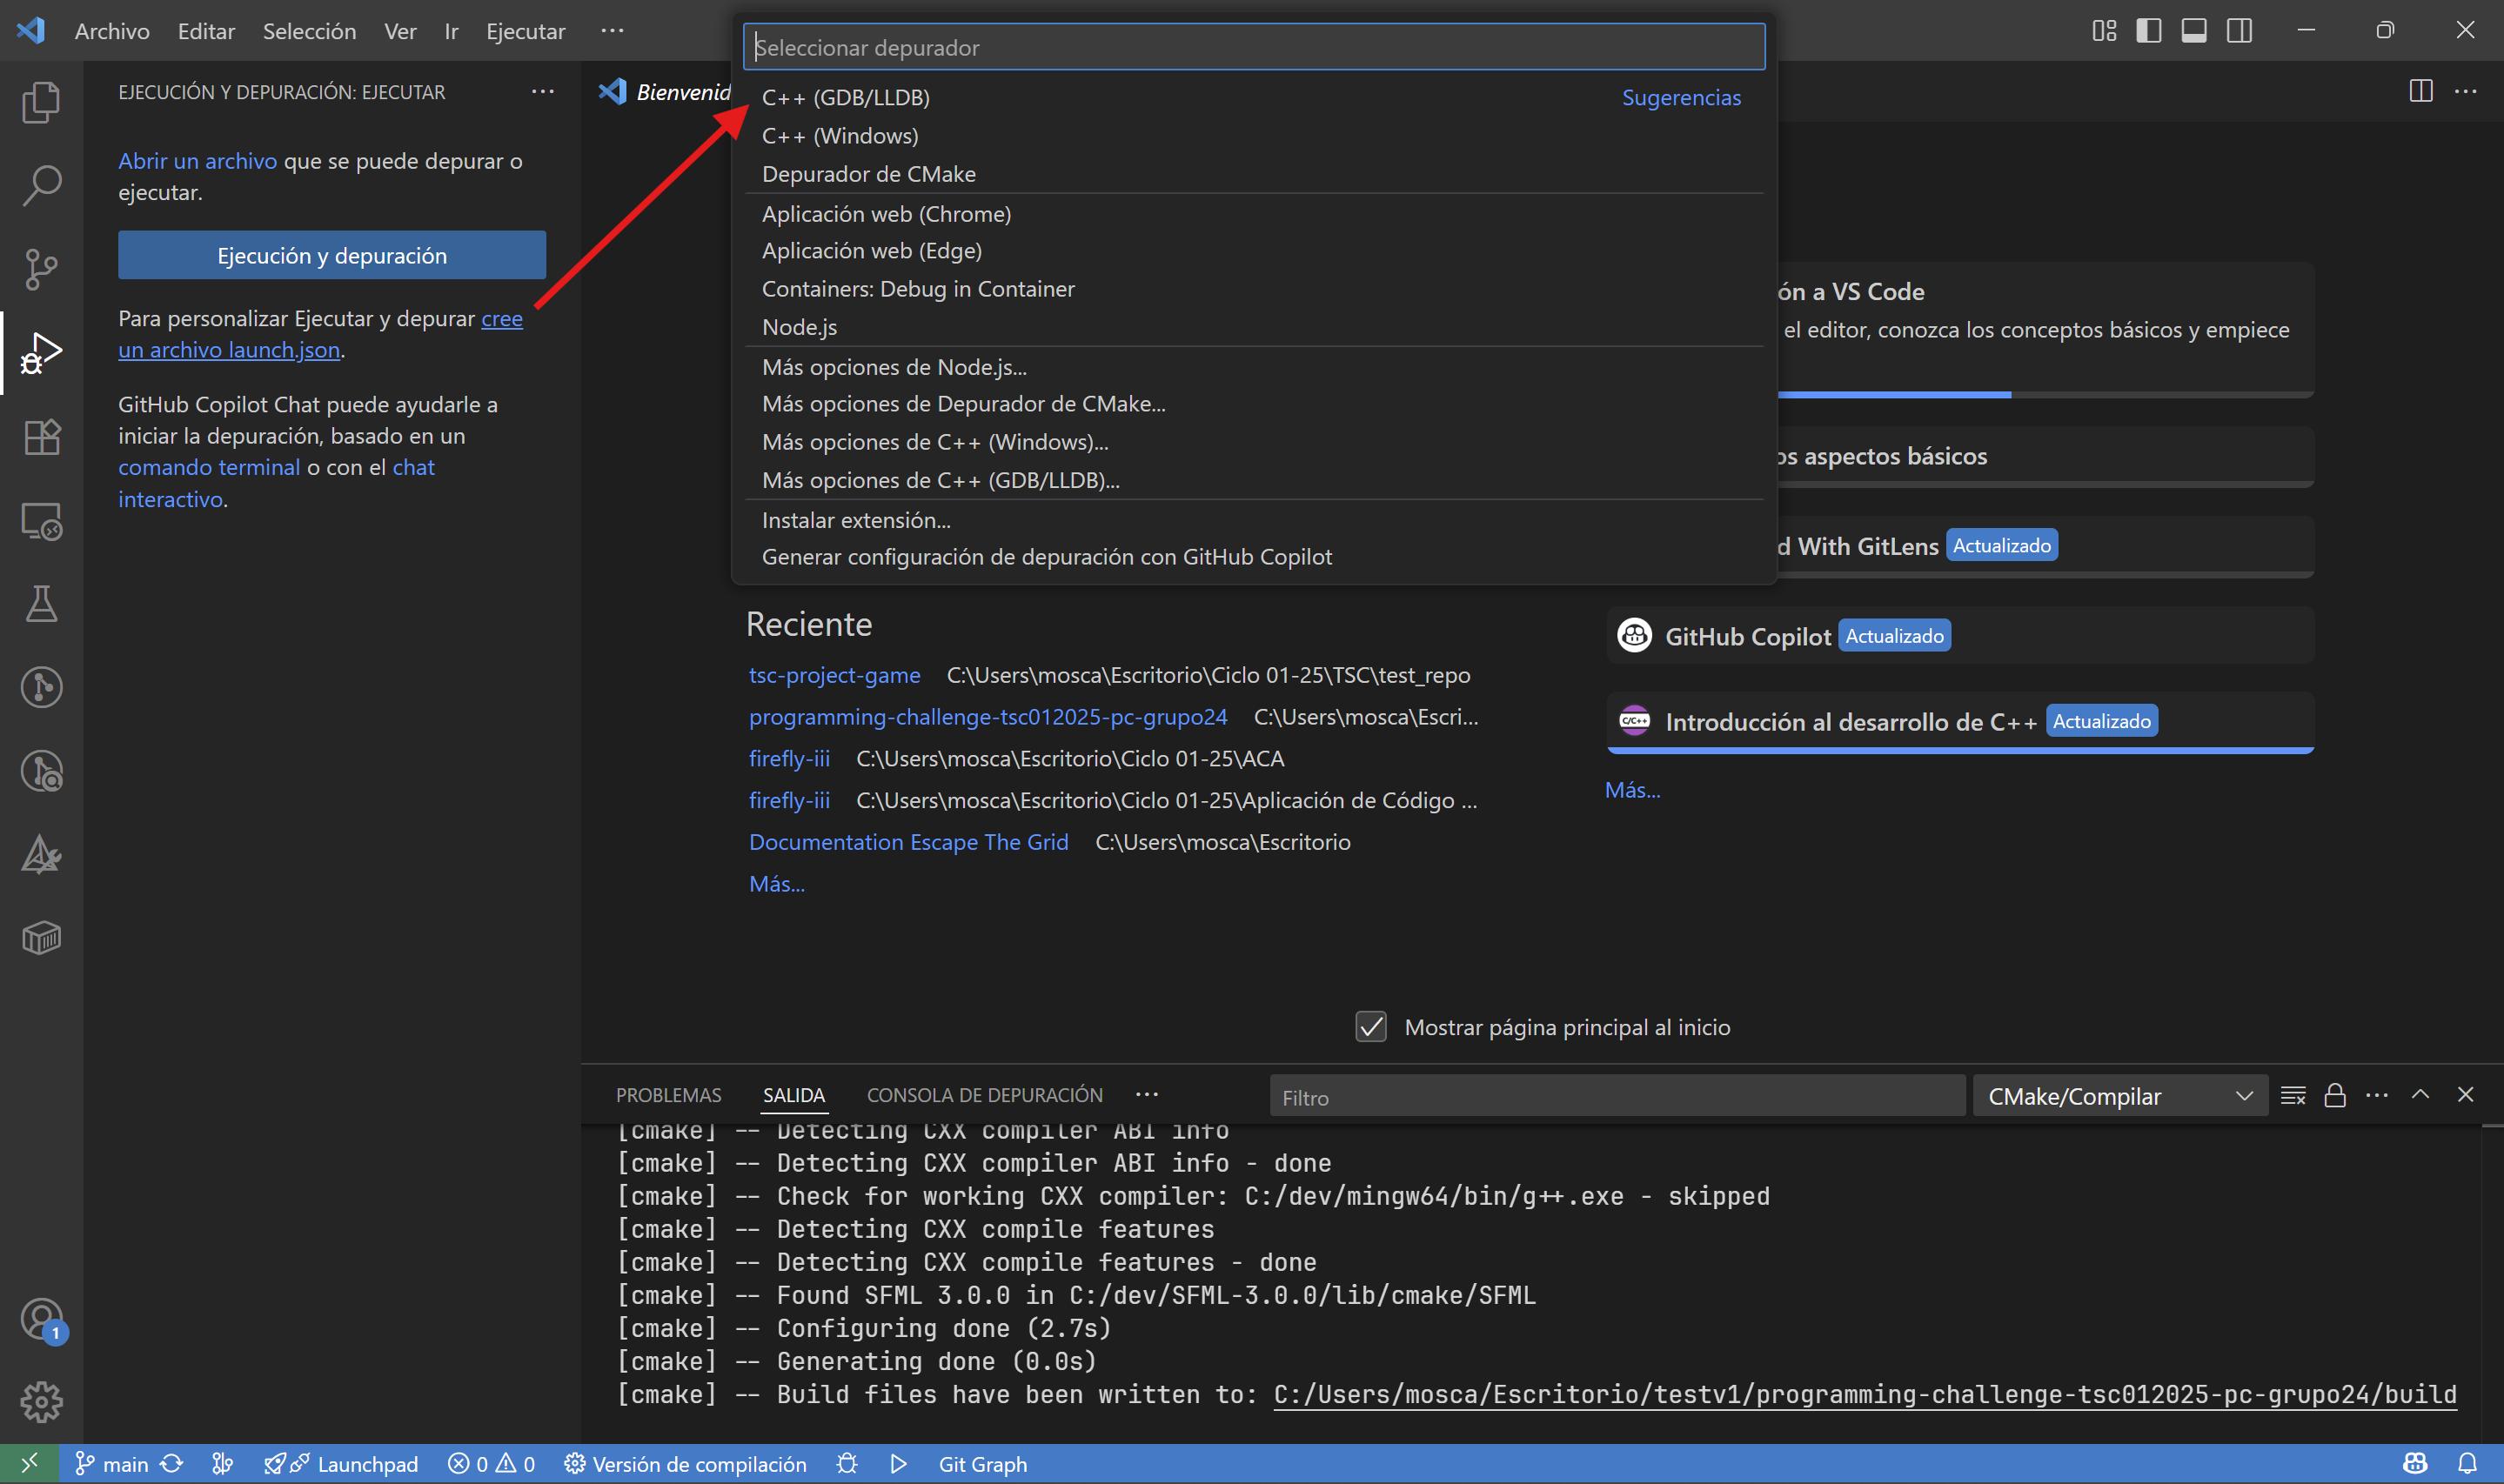 Archivo Editar Selección Ver Ir Ejecutar ···
Seleccionar depurador
C++ (GDB/LLDB) Sugerencias
C++ (Windows)
Depurador de CMake
Aplicación web (Chrome)
Aplicación web (Edge)
Containers: Debug in Container
Node.js
Más opciones de Node.js...
Más opciones de Depurador de CMake...
Más opciones de C++ (Windows)...
Más opciones de C++ (GDB/LLDB)...
Instalar extensión...
Generar configuración de depuración con GitHub Copilot
EJECUCIÓN Y DEPURACIÓN: EJECUTAR ···
Abrir un archivo que se puede depurar o
ejecutar.
Ejecución y depuración
Para personalizar Ejecutar y depurar cree
un archivo launch.json.
GitHub Copilot Chat puede ayudarle a
iniciar la depuración, basado en un
comando terminal o con el chat
interactivo.
1
Bienvenid
ón a VS Code
el editor, conozca los conceptos básicos y empiece
os aspectos básicos
d With GitLens Actualizado
GitHub Copilot Actualizado
C/C++ Introducción al desarrollo de C++ Actualizado
Más...
Reciente
tsc-project-game C:\Users\mosca\Escritorio\Ciclo 01-25\TSC\test_repo
programming-challenge-tsc012025-pc-grupo24 C:\Users\mosca\Escri...
firefly-iii C:\Users\mosca\Escritorio\Ciclo 01-25\ACA
firefly-iii C:\Users\mosca\Escritorio\Ciclo 01-25\Aplicación de Código ...
Documentation Escape The Grid C:\Users\mosca\Escritorio
Más...
Mostrar página principal al inicio
PROBLEMAS SALIDA CONSOLA DE DEPURACIÓN ··· Filtro CMake/Compilar
[cmake] -- Detecting CXX compiler ABI info
[cmake] -- Detecting CXX compiler ABI info - done
[cmake] -- Check for working CXX compiler: C:/dev/mingw64/bin/g++.exe - skipped
[cmake] -- Detecting CXX compile features
[cmake] -- Detecting CXX compile features - done
[cmake] -- Found SFML 3.0.0 in C:/dev/SFML-3.0.0/lib/cmake/SFML
[cmake] -- Configuring done (2.7s)
[cmake] -- Generating done (0.0s)
[cmake] -- Build files have been written to: C:/Users/mosca/Escritorio/testv1/programming-challenge-tsc012025-pc-grupo24/build
main Launchpad 0 0 Versión de compilación Git Graph